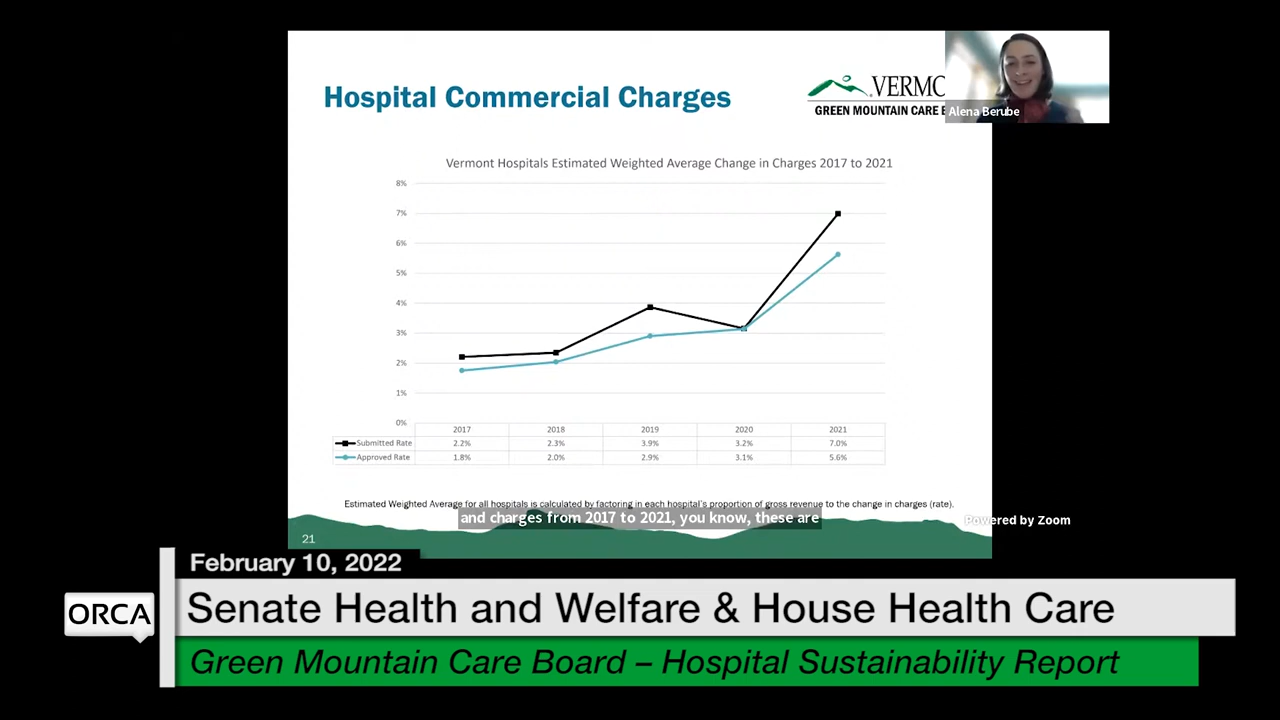 Hospital Commercial Charges
VERMO
GREEN MOUNTAIN CARE B
Alena Berube
Vermont Hospitals Estimated Weighted Average Change in Charges 2017 to 2021
8%
7%
6%
5%
4%
3%
2%
1%
0%
2017 2018 2019 2020 2021
Submitted Rate 2.2% 2.3% 3.9% 3.2% 7.0%
Approved Rate 1.8% 2.0% 2.9% 3.1% 5.6%
Estimated Weighted Average for all hospitals is calculated by factoring in each hospital's proportion of gross revenue to the change in charges (rate).
and charges from 2017 to 2021, you know, these are
Powered by Zoom
21
February 10, 2022
ORCA
Senate Health and Welfare & House Health Care
Green Mountain Care Board – Hospital Sustainability Report